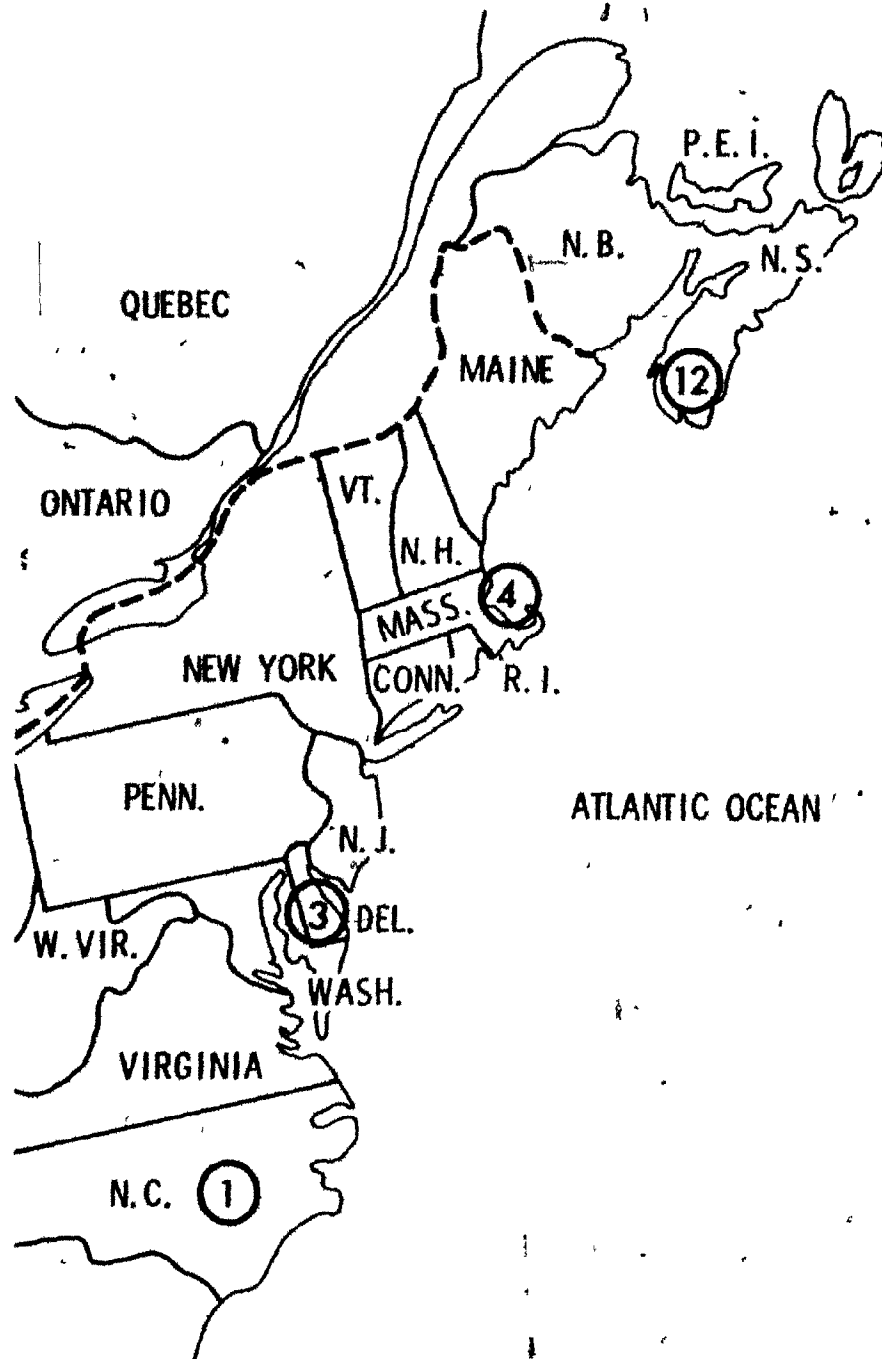 P.E.I.
N.B.
N.S.
QUEBEC
MAINE
12
ONTARIO
VT.
N.H.
4
MASS.
NEW YORK
CONN.
R.I.
PENN.
ATLANTIC OCEAN
N.J.
3
DEL.
W. VIR.
WASH.
VIRGINIA
N.C.
1